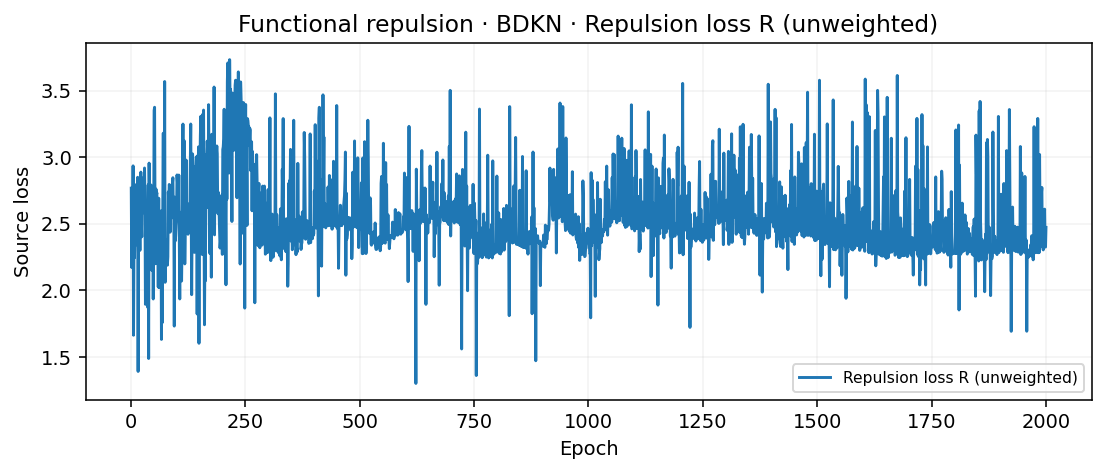 Functional repulsion · BDKN · Repulsion loss R (unweighted)
Source loss
3.5
3.0
2.5
2.0
1.5
Repulsion loss R (unweighted)
0 250 500 750 1000 1250 1500 1750 2000
Epoch